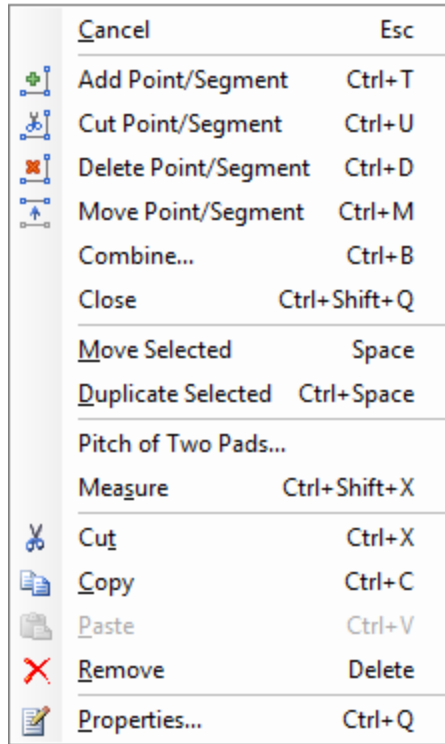 Cancel Esc
Add Point/Segment Ctrl+T
Cut Point/Segment Ctrl+U
Delete Point/Segment Ctrl+D
Move Point/Segment Ctrl+M
Combine... Ctrl+B
Close Ctrl+Shift+Q
Move Selected Space
Duplicate Selected Ctrl+Space
Pitch of Two Pads...
Measure Ctrl+Shift+X
Cut Ctrl+X
Copy Ctrl+C
Paste Ctrl+V
Remove Delete
Properties... Ctrl+Q